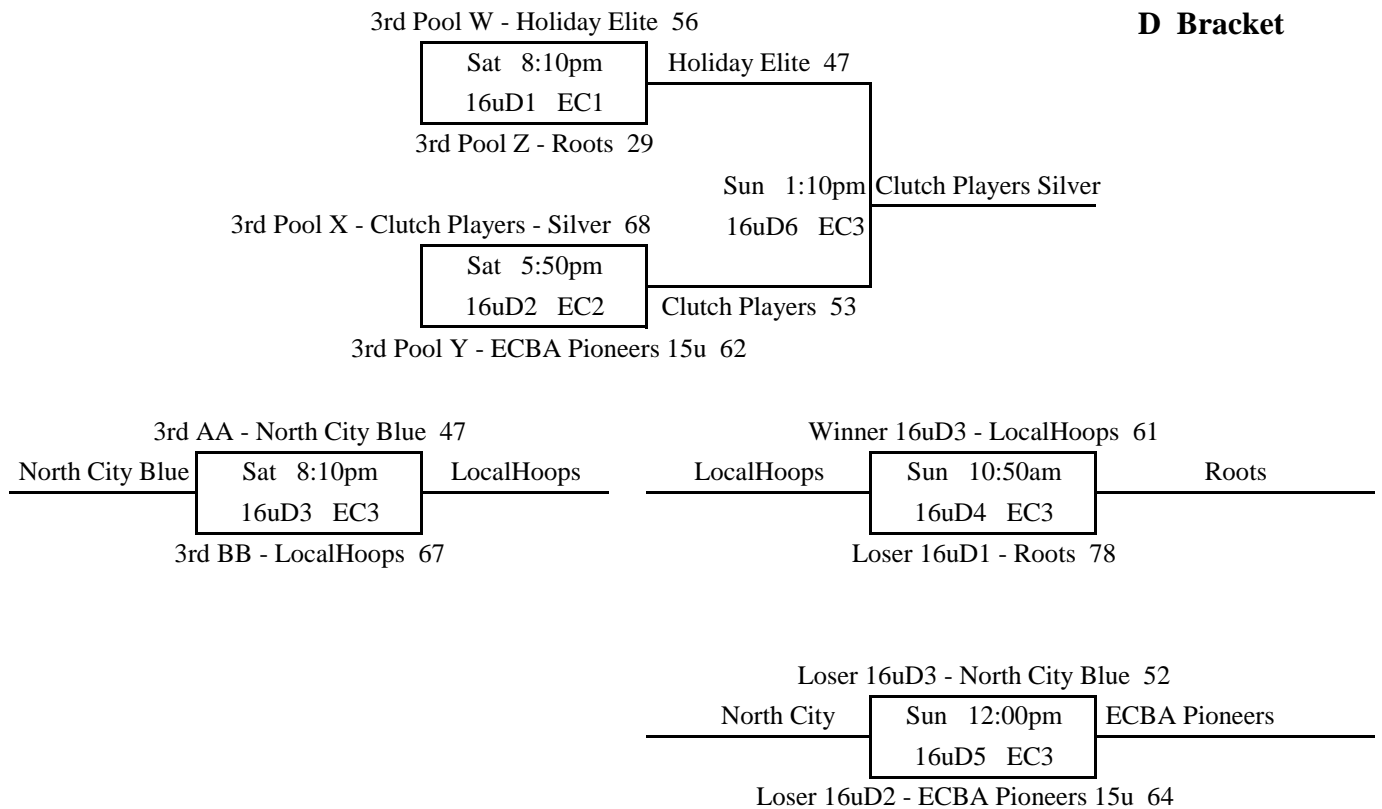 3rd Pool W - Holiday Elite 56
D Bracket
Sat 8:10pm
Holiday Elite 47
16uD1 EC1
3rd Pool Z - Roots 29
Sun 1:10pm
Clutch Players Silver
3rd Pool X - Clutch Players - Silver 68
16uD6 EC3
Sat 5:50pm
16uD2 EC2
Clutch Players 53
3rd Pool Y - ECBA Pioneers 15u 62
3rd AA - North City Blue 47
North City Blue
Sat 8:10pm
LocalHoops
16uD3 EC3
3rd BB - LocalHoops 67
Winner 16uD3 - LocalHoops 61
LocalHoops
Sun 10:50am
Roots
16uD4 EC3
Loser 16uD1 - Roots 78
Loser 16uD3 - North City Blue 52
North City
Sun 12:00pm
ECBA Pioneers
16uD5 EC3
Loser 16uD2 - ECBA Pioneers 15u 64